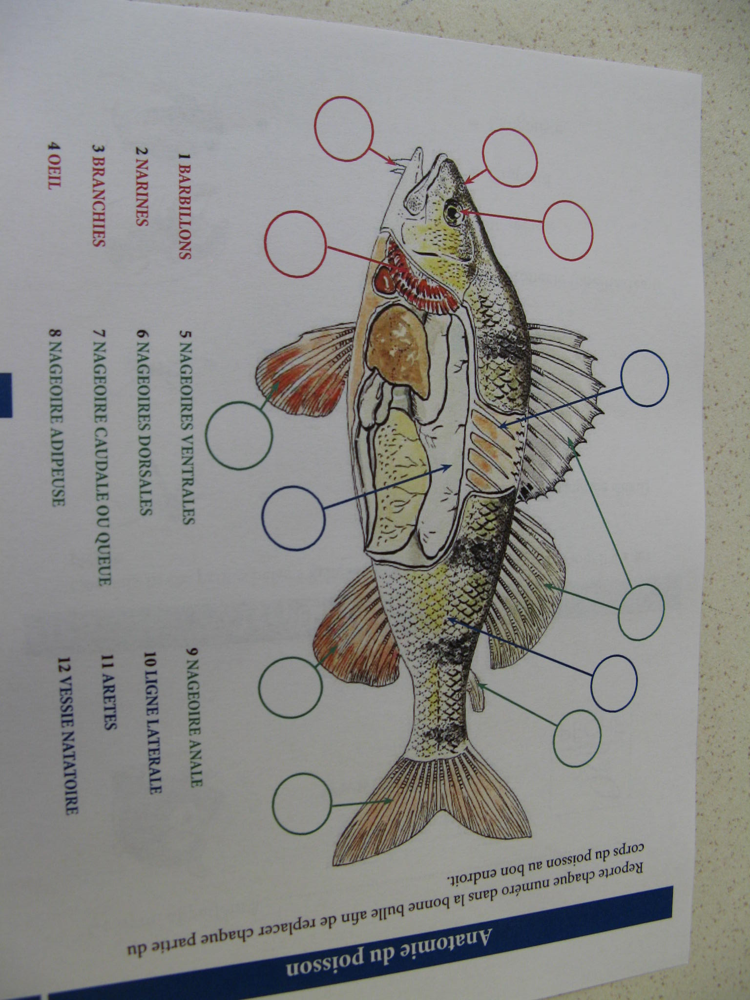 Anatomie du poisson
Reporte chaque numéro dans la bonne bulle afin de replacer chaque partie du
corps du poisson au bon endroit.
1 BARBILLONS
2 NARINES
3 BRANCHIES
4 OEIL
5 NAGEOIRES VENTRALES
6 NAGEOIRES DORSALES
7 NAGEOIRE CAUDALE OU QUEUE
8 NAGEOIRE ADIPEUSE
9 NAGEOIRE ANALE
10 LIGNE LATERALE
11 ARETES
12 VESSIE NATATOIRE